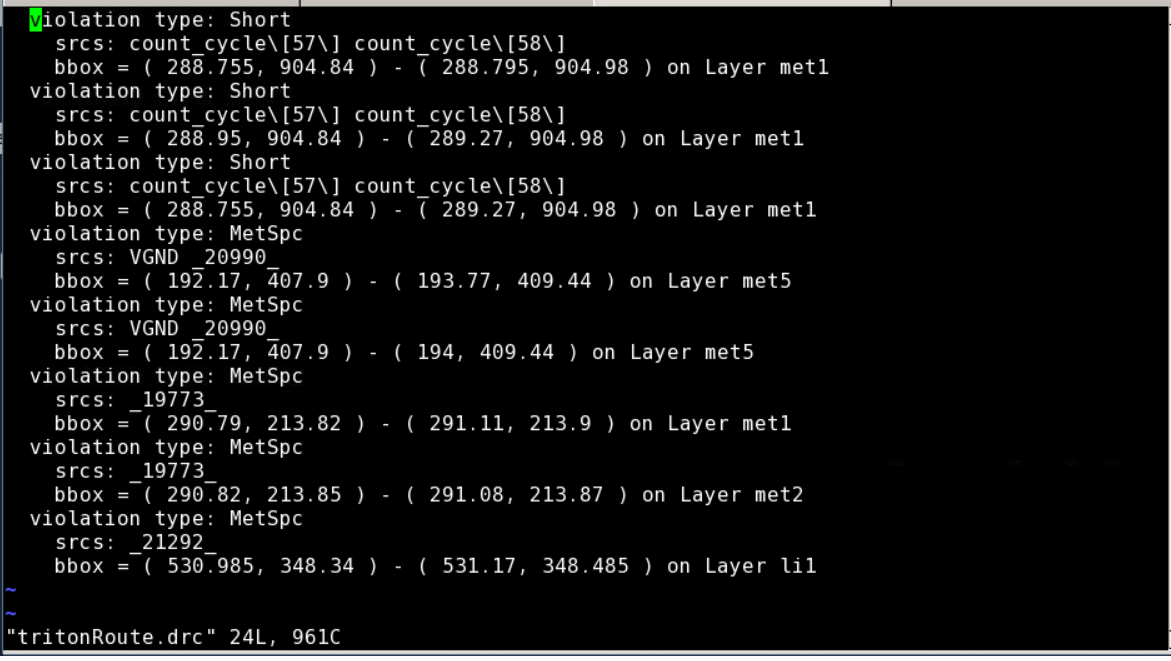 violation type: Short
srcs: count_cycle\[57\] count_cycle\[58\]
bbox = ( 288.755, 904.84 ) - ( 288.795, 904.98 ) on Layer met1
violation type: Short
srcs: count_cycle\[57\] count_cycle\[58\]
bbox = ( 288.95, 904.84 ) - ( 289.27, 904.98 ) on Layer met1
violation type: Short
srcs: count_cycle\[57\] count_cycle\[58\]
bbox = ( 288.755, 904.84 ) - ( 289.27, 904.98 ) on Layer met1
violation type: MetSpc
srcs: VGND _20990_
bbox = ( 192.17, 407.9 ) - ( 193.77, 409.44 ) on Layer met5
violation type: MetSpc
srcs: VGND _20990_
bbox = ( 192.17, 407.9 ) - ( 194, 409.44 ) on Layer met5
violation type: MetSpc
srcs: _19773_
bbox = ( 290.79, 213.82 ) - ( 291.11, 213.9 ) on Layer met1
violation type: MetSpc
srcs: _19773_
bbox = ( 290.82, 213.85 ) - ( 291.08, 213.87 ) on Layer met2
violation type: MetSpc
srcs: _21292_
bbox = ( 530.985, 348.34 ) - ( 531.17, 348.485 ) on Layer li1
~
~
"tritonRoute.drc" 24L, 961C